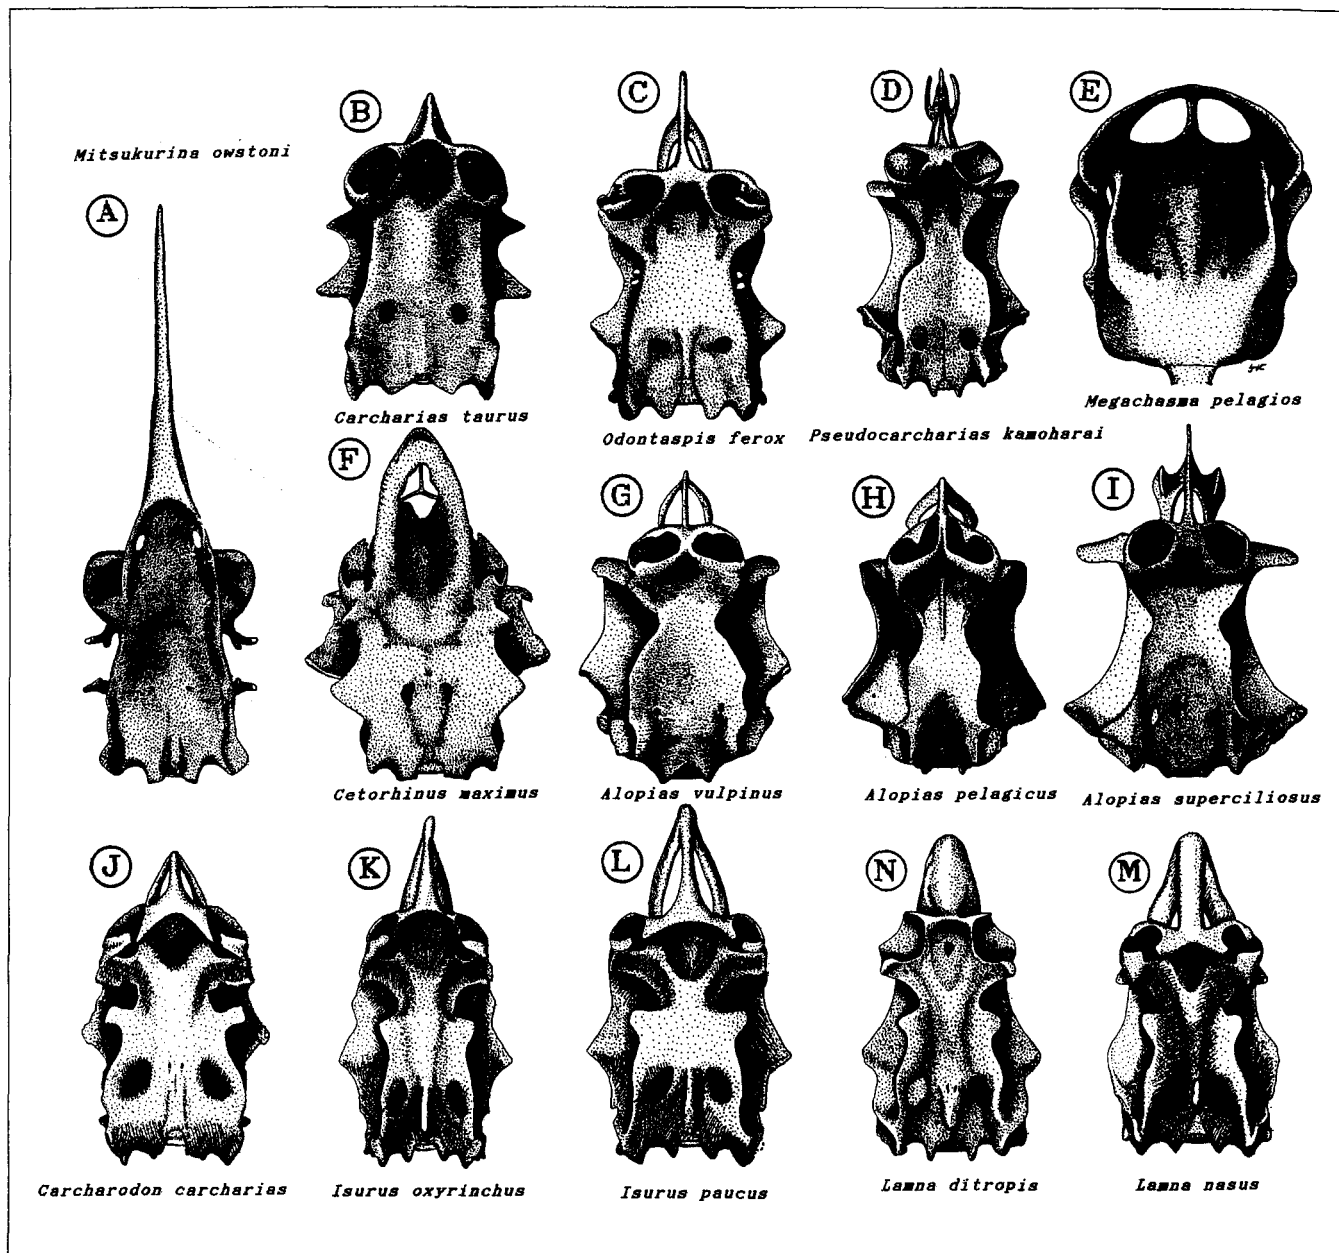 Mitsukurina owstoni
A
B
Carcharias taurus
C
Odontaspis ferox
D
Pseudocarcharias kamoharai
E
Megachasma pelagios
F
Cetorhinus maximus
G
Alopias vulpinus
H
Alopias pelagicus
I
Alopias superciliosus
J
Carcharodon carcharias
K
Isurus oxyrinchus
L
Isurus paucus
N
Lamna ditropis
M
Lamna nasus